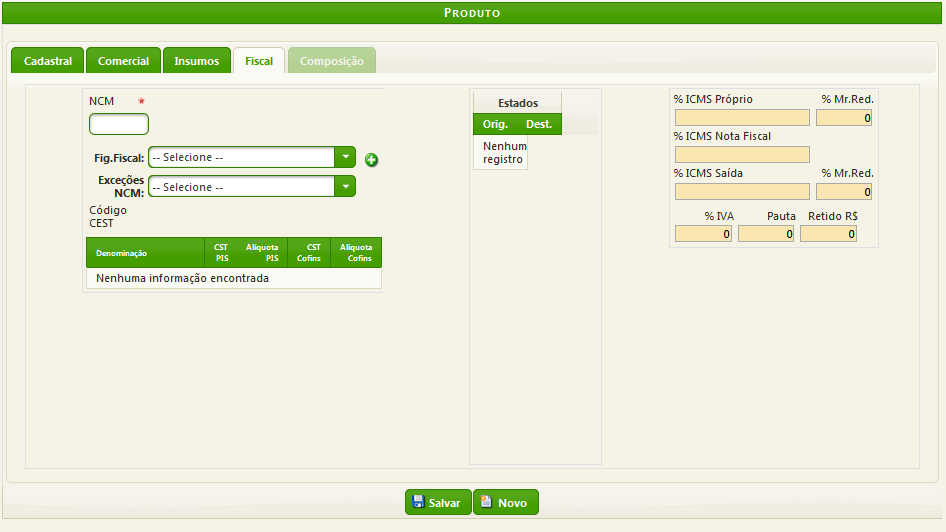 PRODUTO
Cadastral Comercial Insumos Fiscal Composição
NCM *
Fig.Fiscal: -- Selecione --
Exceções NCM: -- Selecione --
Código
CEST
Denominação CST PIS Aliquota PIS CST Cofins Aliquota Cofins
Nenhuma informação encontrada
Estados
Orig. Dest.
Nenhum
registro
% ICMS Próprio % Mr.Red.
0
% ICMS Nota Fiscal
% ICMS Saída % Mr.Red.
0
% IVA Pauta Retido R$
0 0 0
Salvar Novo